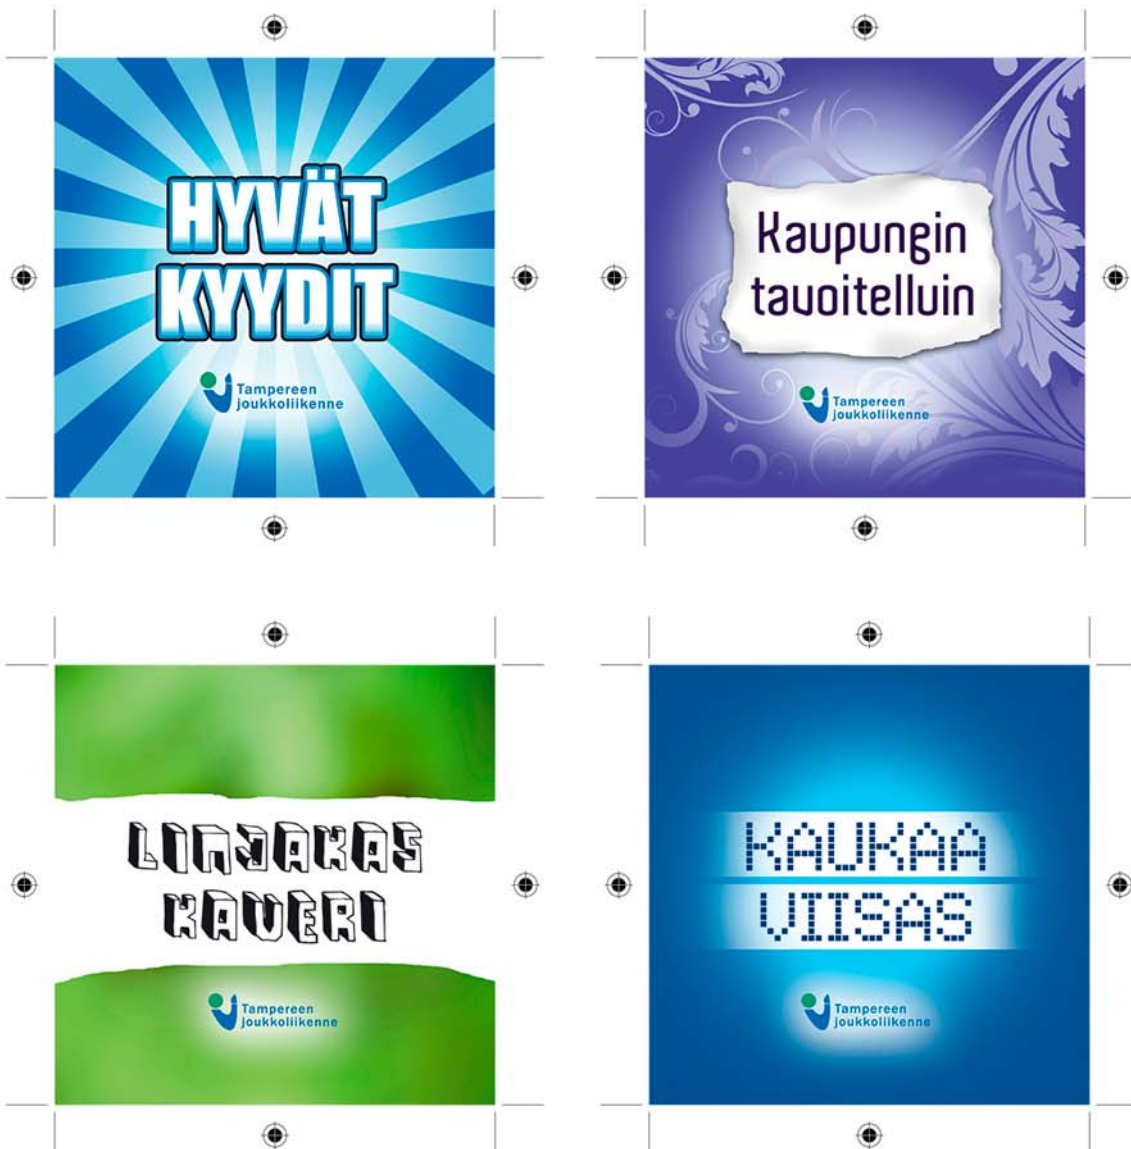 HYVÄT
KYYDIT
Tampereen
joukkoliikenne
Kaupungin
tavoitelluin
Tampereen
joukkoliikenne
LINJAKAS
KAVERI
Tampereen
joukkoliikenne
KAUKAA
VIISAS
Tampereen
joukkoliikenne